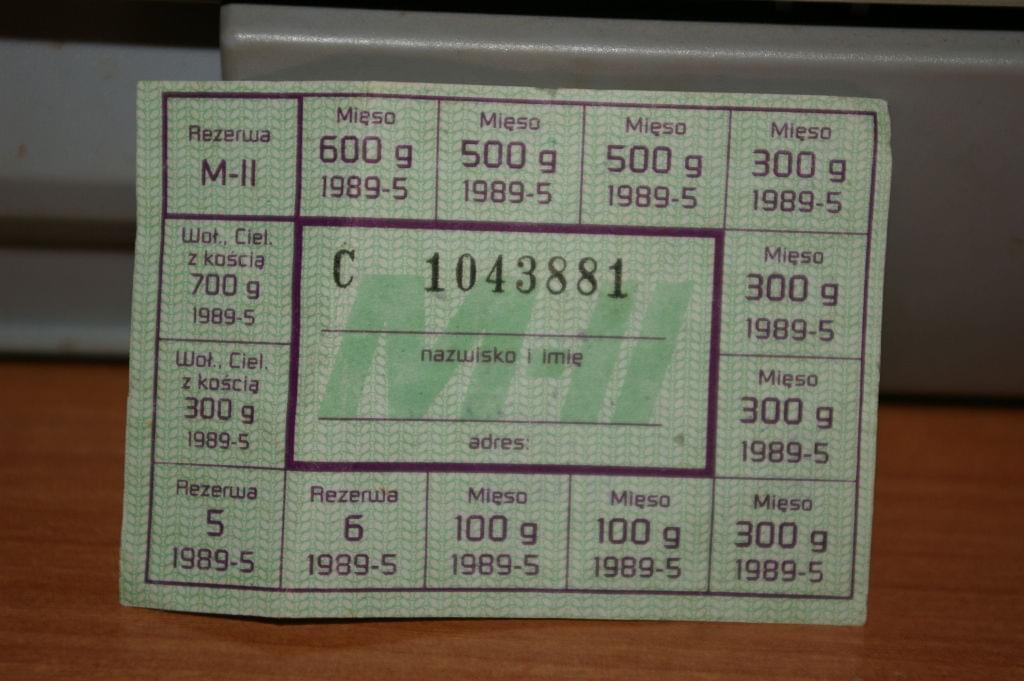 Rezerwa
M-II
Mięso
600 g
1989-5
Mięso
500 g
1989-5
Mięso
500 g
1989-5
Mięso
300 g
1989-5
Woł., Ciel.
z kością
700 g
1989-5
C 1043881
M-II
nazwisko i imię
adres:
Mięso
300 g
1989-5
Woł., Ciel.
z kością
300 g
1989-5
Mięso
300 g
1989-5
Rezerwa
5
1989-5
Rezerwa
6
1989-5
Mięso
100 g
1989-5
Mięso
100 g
1989-5
Mięso
300 g
1989-5